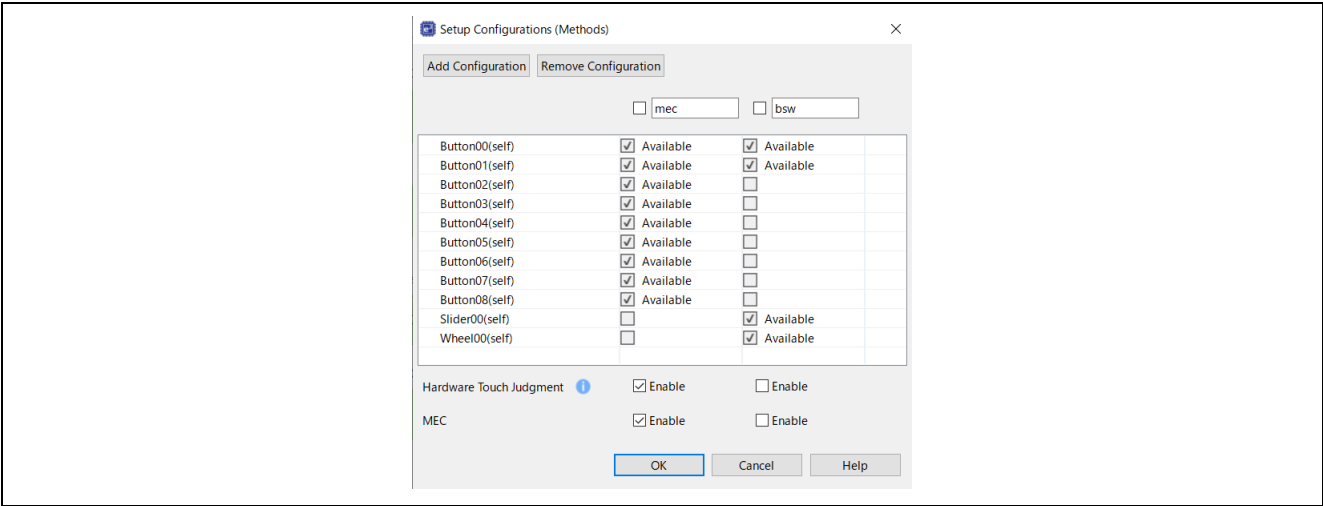 Setup Configurations (Methods)
Add Configuration Remove Configuration
mec bsw
Button00(self) Available Available
Button01(self) Available Available
Button02(self) Available
Button03(self) Available
Button04(self) Available
Button05(self) Available
Button06(self) Available
Button07(self) Available
Button08(self) Available
Slider00(self) Available
Wheel00(self) Available
Hardware Touch Judgment i Enable Enable
MEC Enable Enable
OK Cancel Help